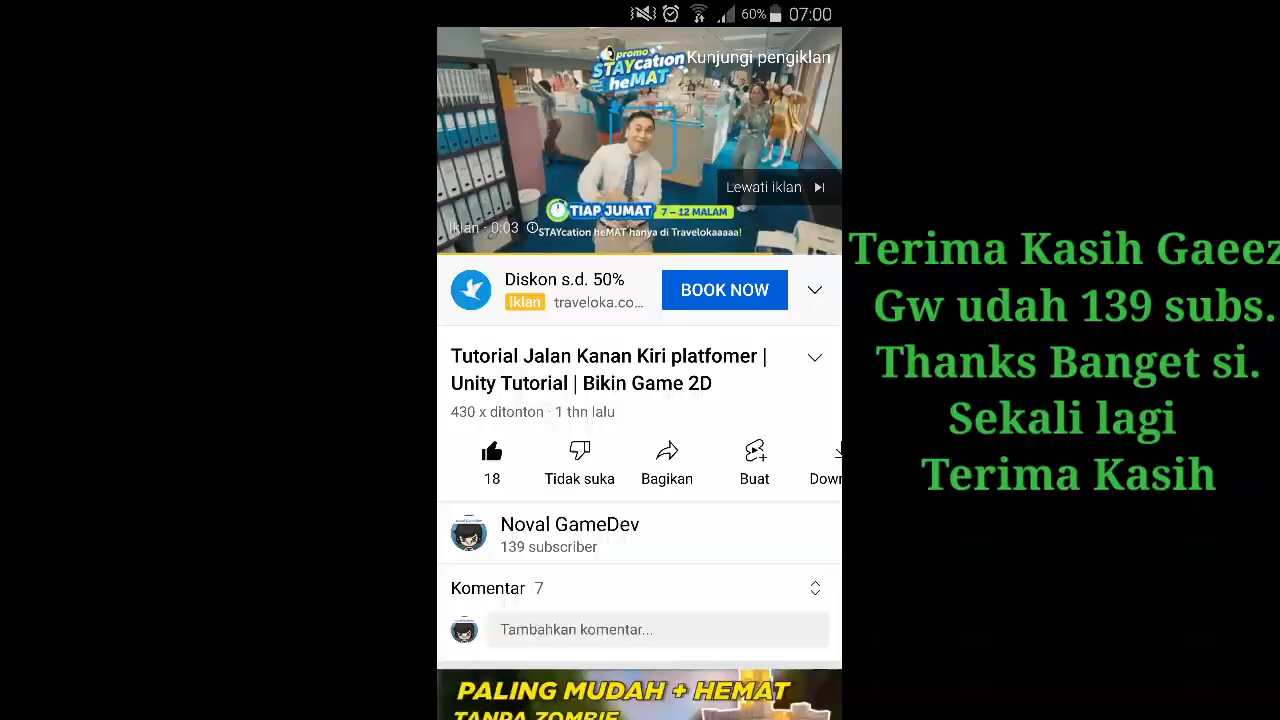 60% 07:00
promo
STAYcation
heMAT
Kunjungi pengiklan
Lewati iklan
TIAP JUMAT 7 – 12 MALAM
Iklan · 0:03
STAYcation heMAT hanya di Travelokaaaaa!
Diskon s.d. 50%
Iklan traveloka.co...
BOOK NOW
Tutorial Jalan Kanan Kiri platfomer |
Unity Tutorial | Bikin Game 2D
430 x ditonton · 1 thn lalu
18 Tidak suka Bagikan Buat Down
Noval GameDev
139 subscriber
Komentar 7
Tambahkan komentar...
PALING MUDAH + HEMAT
TANPA ZOMBIE
Terima Kasih Gaeez
Gw udah 139 subs.
Thanks Banget si.
Sekali lagi
Terima Kasih